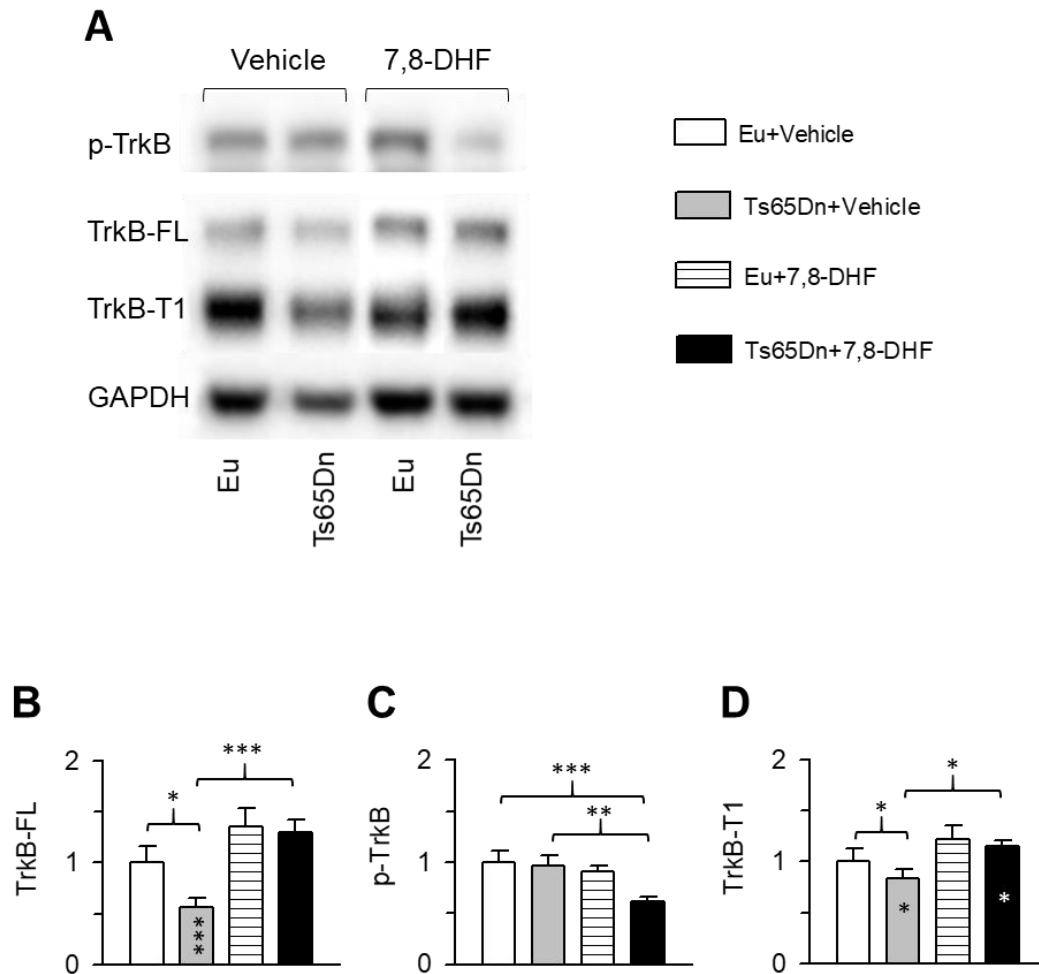 A
Vehicle 7,8-DHF
p-TrkB
TrkB-FL
TrkB-T1
GAPDH
Eu Ts65Dn Eu Ts65Dn
Eu+Vehicle
Ts65Dn+Vehicle
Eu+7,8-DHF
Ts65Dn+7,8-DHF
B
TrkB-FL
2
1
0
*
***
***
C
p-TrkB
2
1
0
***
**
D
TrkB-T1
2
1
0
*
*
*
*